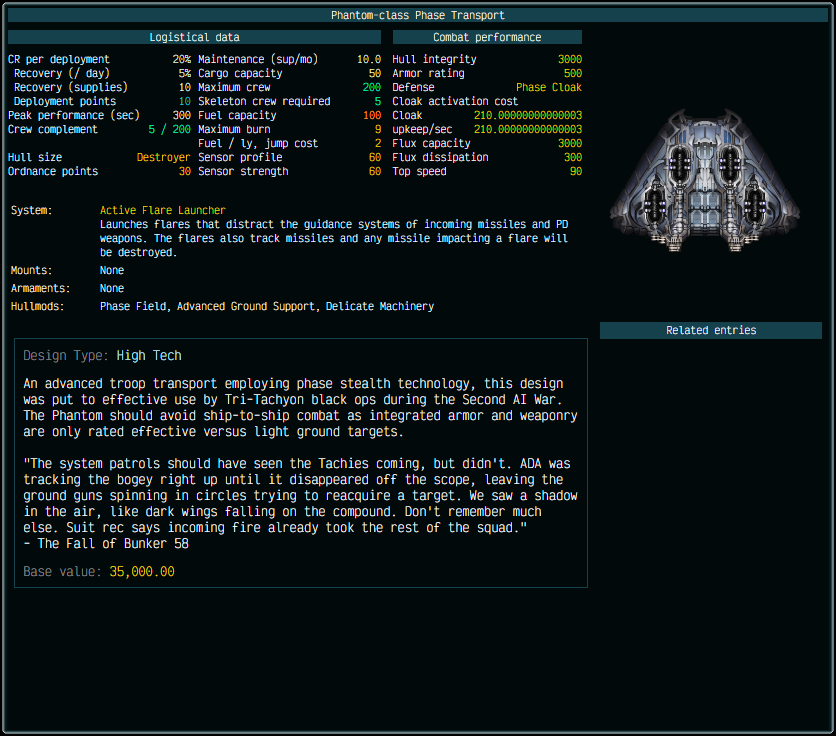 Phantom-class Phase Transport
Logistical data
CR per deployment 20% Maintenance (sup/mo) 10.0
Recovery (/ day) 5% Cargo capacity 50
Recovery (supplies) 10 Maximum crew 200
Deployment points 10 Skeleton crew required 5
Peak performance (sec) 300 Fuel capacity 100
Crew complement 5 / 200 Maximum burn 9
Fuel / ly, jump cost 2
Hull size Destroyer Sensor profile 60
Ordnance points 30 Sensor strength 60
Combat performance
Hull integrity 3000
Armor rating 500
Defense Phase Cloak
Cloak activation cost
Cloak 210.00000000000003
upkeep/sec 210.00000000000003
Flux capacity 3000
Flux dissipation 300
Top speed 90
System: Active Flare Launcher
Launches flares that distract the guidance systems of incoming missiles and PD
weapons. The flares also track missiles and any missile impacting a flare will
be destroyed.
Mounts: None
Armaments: None
Hullmods: Phase Field, Advanced Ground Support, Delicate Machinery
Related entries
Design Type: High Tech
An advanced troop transport employing phase stealth technology, this design
was put to effective use by Tri-Tachyon black ops during the Second AI War.
The Phantom should avoid ship-to-ship combat as integrated armor and weaponry
are only rated effective versus light ground targets.
"The system patrols should have seen the Tachies coming, but didn't. ADA was
tracking the bogey right up until it disappeared off the scope, leaving the
ground guns spinning in circles trying to reacquire a target. We saw a shadow
in the air, like dark wings falling on the compound. Don't remember much
else. Suit rec says incoming fire already took the rest of the squad."
- The Fall of Bunker 58
Base value: 35,000.00